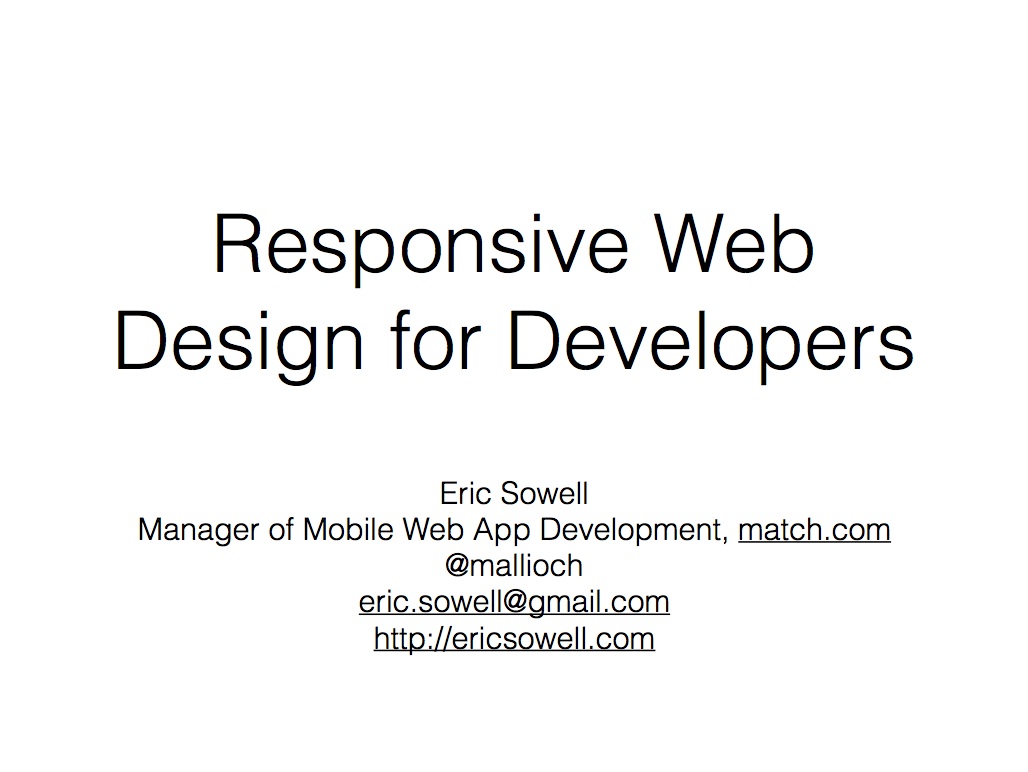 Responsive Web
Design for Developers
Eric Sowell
Manager of Mobile Web App Development, match.com
@mallioch
eric.sowell@gmail.com
http://ericsowell.com